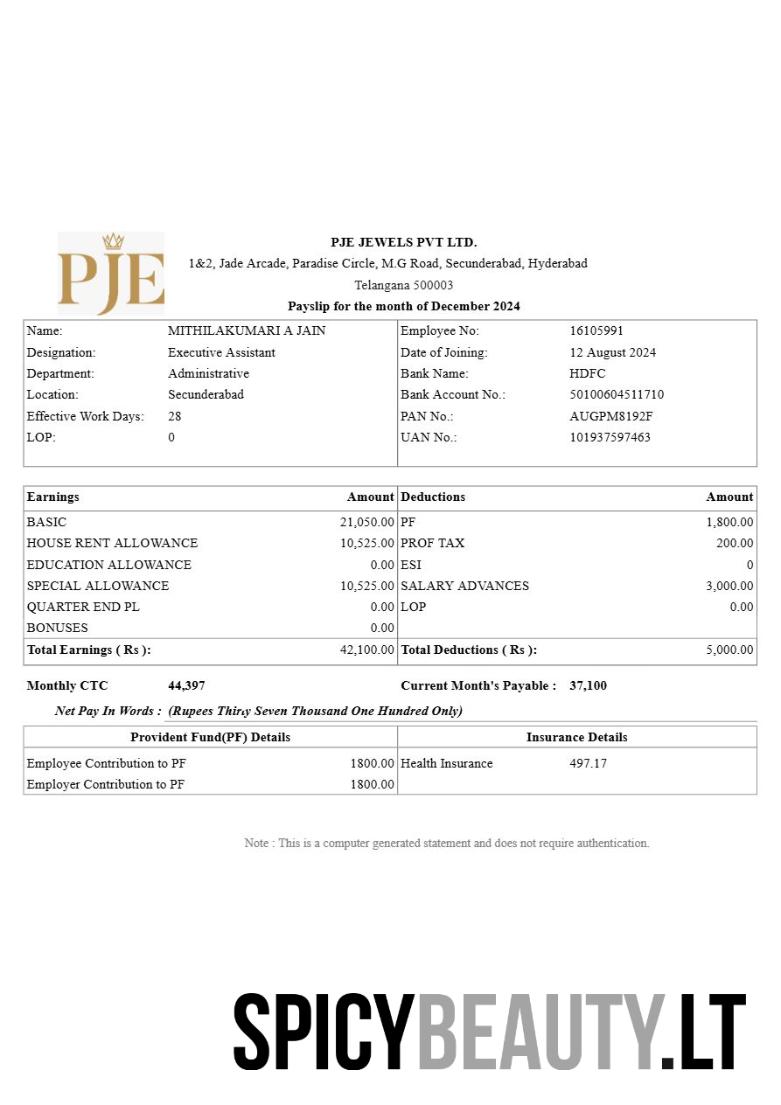 PJE
PJE JEWELS PVT LTD.
1&2, Jade Arcade, Paradise Circle, M.G Road, Secunderabad, Hyderabad
Telangana 500003
Payslip for the month of December 2024
Name: MITHILAKUMARI A JAIN Employee No: 16105991
Designation: Executive Assistant Date of Joining: 12 August 2024
Department: Administrative Bank Name: HDFC
Location: Secunderabad Bank Account No.: 50100604511710
Effective Work Days: 28 PAN No.: AUGPM8192F
LOP: 0 UAN No.: 101937597463
Earnings Amount Deductions Amount
BASIC 21,050.00 PF 1,800.00
HOUSE RENT ALLOWANCE 10,525.00 PROF TAX 200.00
EDUCATION ALLOWANCE 0.00 ESI 0
SPECIAL ALLOWANCE 10,525.00 SALARY ADVANCES 3,000.00
QUARTER END PL 0.00 LOP 0.00
BONUSES 0.00
Total Earnings ( Rs ): 42,100.00 Total Deductions ( Rs ): 5,000.00
Monthly CTC 44,397 Current Month's Payable : 37,100
Net Pay In Words : (Rupees Thirty Seven Thousand One Hundred Only)
Provident Fund(PF) Details Insurance Details
Employee Contribution to PF 1800.00 Health Insurance 497.17
Employer Contribution to PF 1800.00
Note : This is a computer generated statement and does not require authentication.
SPICYBEAUTY.LT